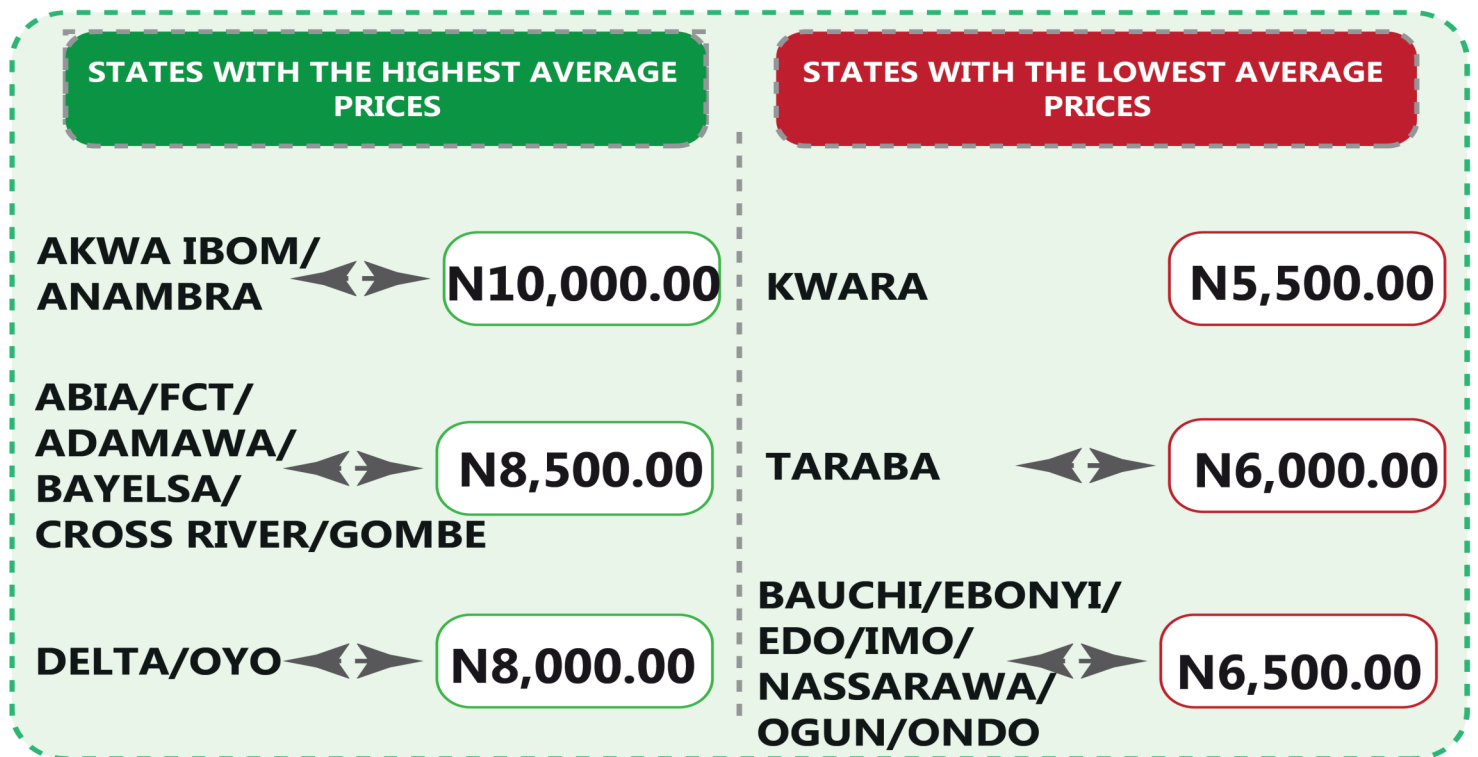 STATES WITH THE HIGHEST AVERAGE
PRICES
AKWA IBOM/
ANAMBRA
N10,000.00
ABIA/FCT/
ADAMAWA/
BAYELSA/
CROSS RIVER/GOMBE
N8,500.00
DELTA/OYO
N8,000.00
STATES WITH THE LOWEST AVERAGE
PRICES
KWARA
N5,500.00
TARABA
N6,000.00
BAUCHI/EBONYI/
EDO/IMO/
NASSARAWA/
OGUN/ONDO
N6,500.00